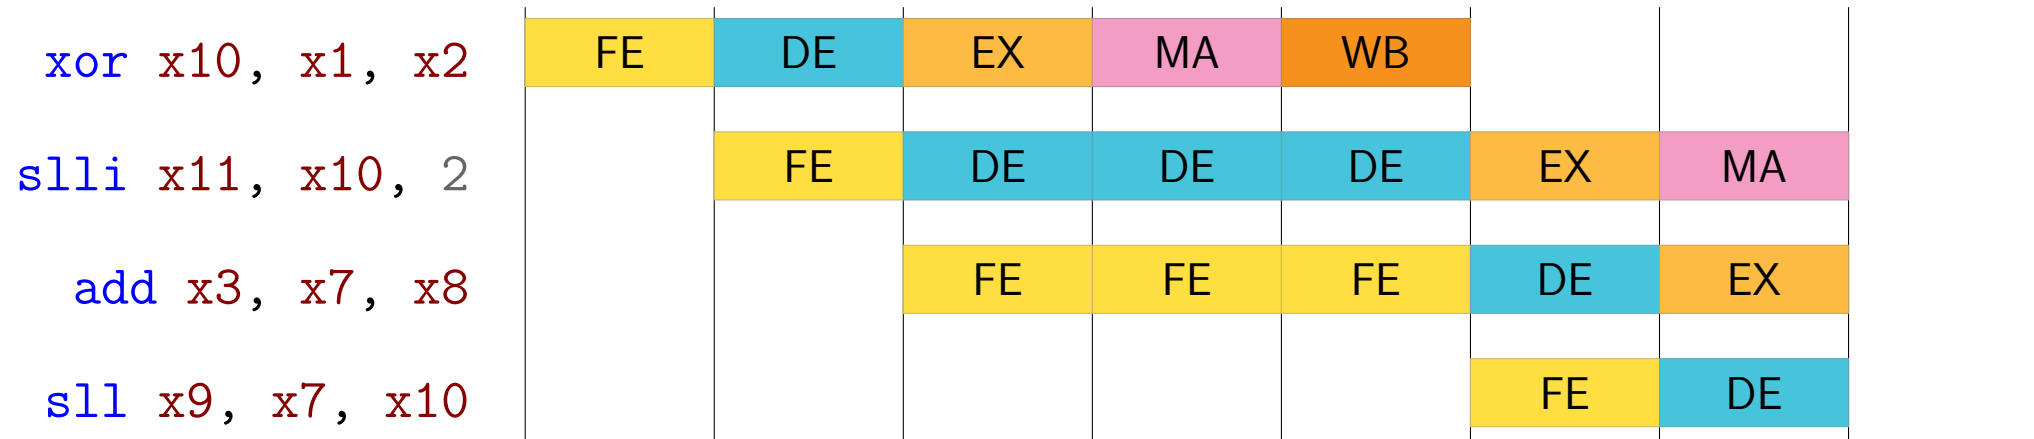 xor x10, x1, x2 FE DE EX MA WB
slli x11, x10, 2 FE DE DE DE EX MA
add x3, x7, x8 FE FE FE DE EX
sll x9, x7, x10 FE DE